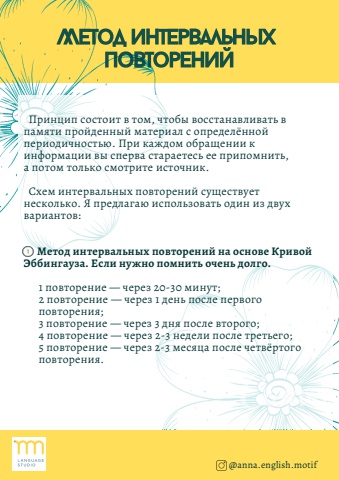 МЕТОД ИНТЕРВАЛЬНЫХ
ПОВТОРЕНИЙ
Принцип состоит в том, чтобы восстанавливать в
памяти пройденный материал с определённой
периодичностью. При каждом обращении к
информации вы сперва стараетесь ее припомнить,
а потом только смотрите источник.
Схем интервальных повторений существует
несколько. Я предлагаю использовать один из двух
вариантов:
Метод интервальных повторений на основе Кривой
Эббингауза. Если нужно помнить очень долго.
1 повторение — через 20-30 минут;
2 повторение — через 1 день после первого
повторения;
3 повторение — через 3 дня после второго;
4 повторение — через 2-3 недели после третьего;
5 повторение — через 2-3 месяца после четвёртого
повторения.
LANGUAGE
STUDIO
@anna.english.motif